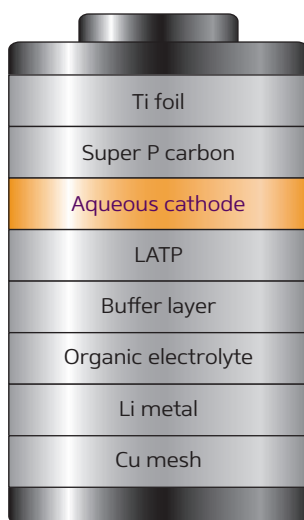 Ti foil
Super P carbon
Aqueous cathode
LATP
Buffer layer
Organic electrolyte
Li metal
Cu mesh